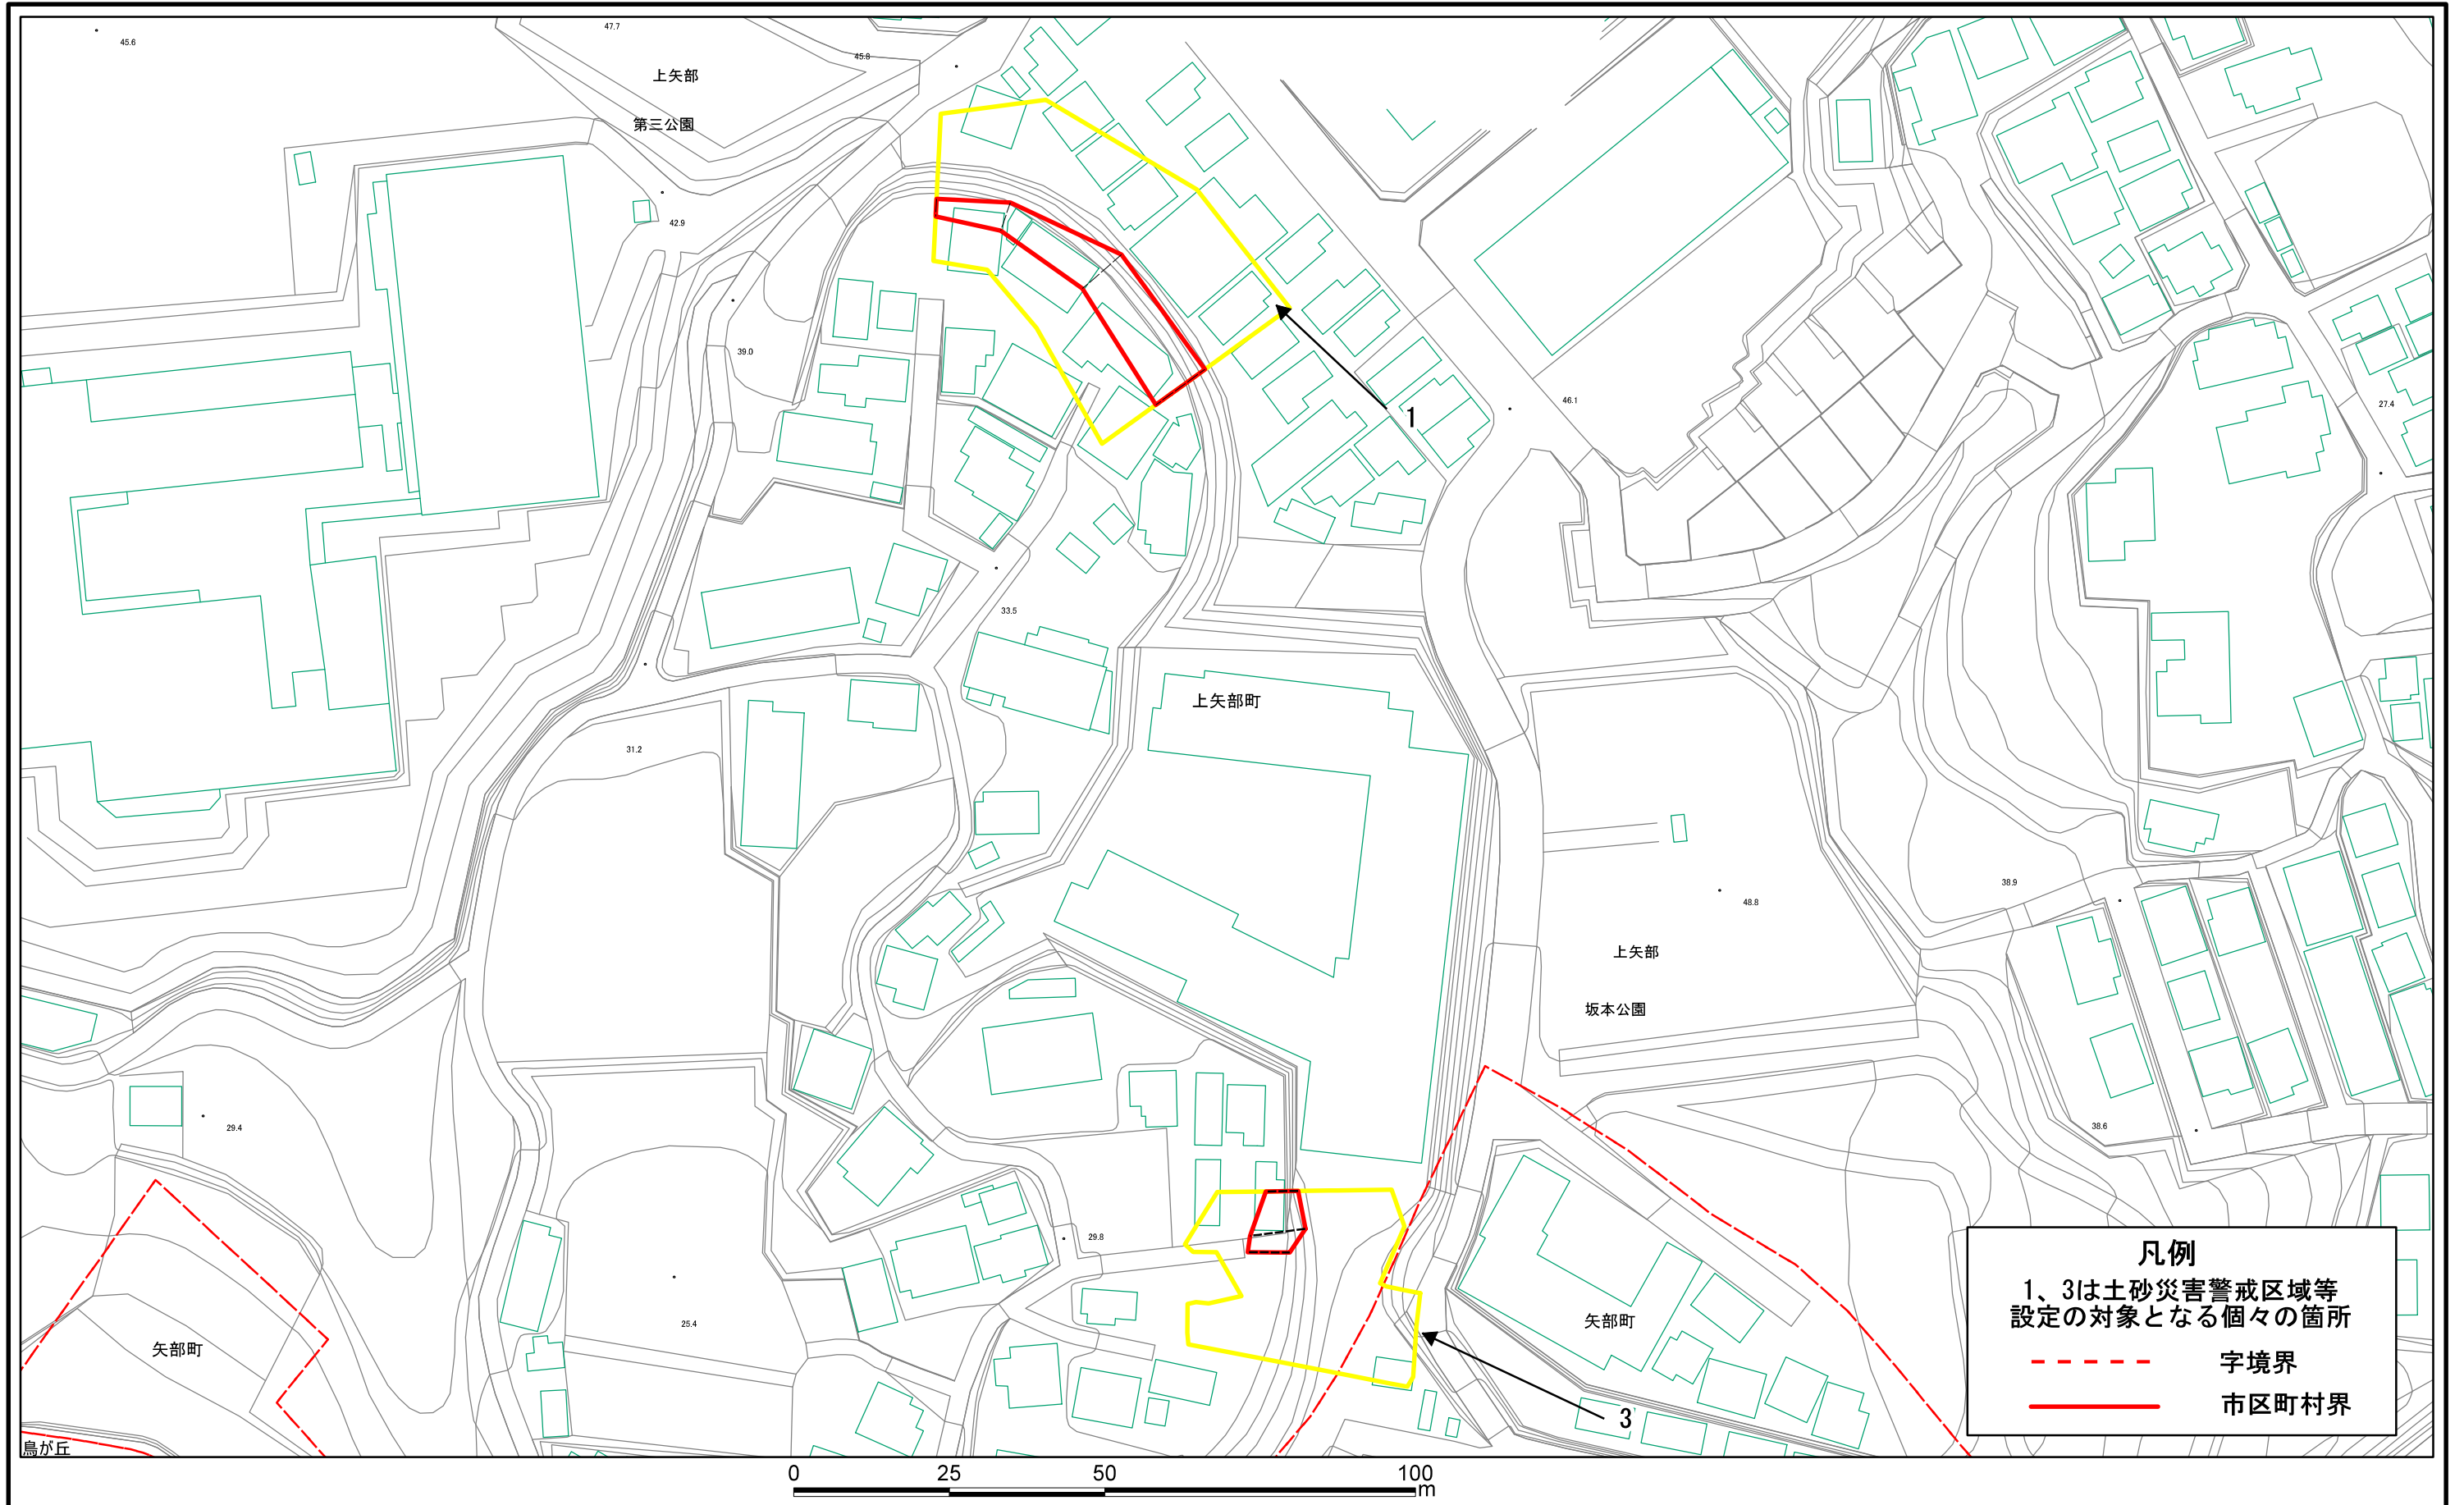 47.7
45.6
45.8
上矢部
第三公園
42.9
39.0
46.1
27.4
1
33.5
上矢部町
31.2
38.9
48.8
上矢部
坂本公園
29.4
38.6
29.8
25.4
矢部町
矢部町
3
鳥が丘
凡例
1、3は土砂災害警戒区域等
設定の対象となる個々の箇所
字境界
市区町村界
0 25 50 100
m